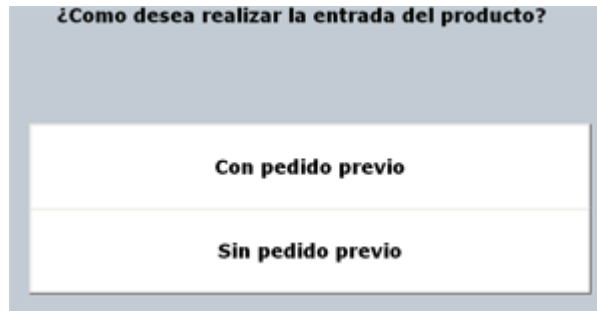 ¿Como desea realizar la entrada del producto?
Con pedido previo
Sin pedido previo